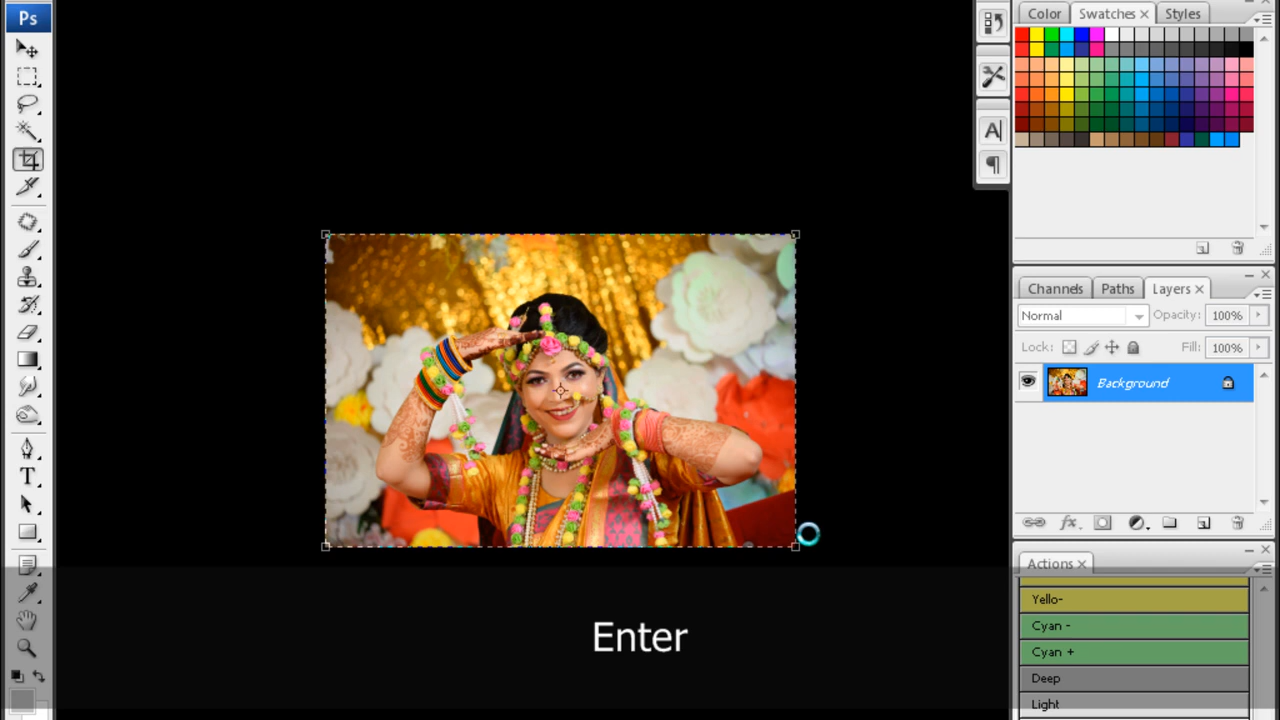 Ps
Color
Swatches
Styles
Channels
Paths
Layers
Normal
Opacity:
100%
Lock:
Fill:
100%
Background
Actions
Yello-
Cyan -
Cyan +
Deep
Light
Enter